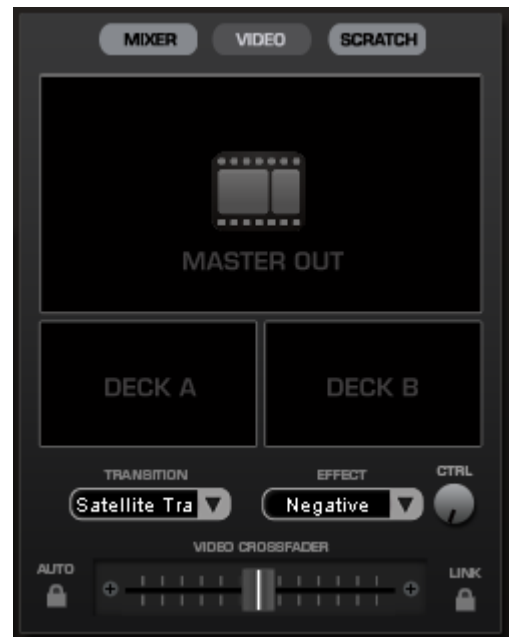 MIXER VIDEO SCRATCH
MASTER OUT
DECK A DECK B
TRANSITION EFFECT CTRL
Satellite Tra Negative
VIDEO CROSSFADER
AUTO LINK